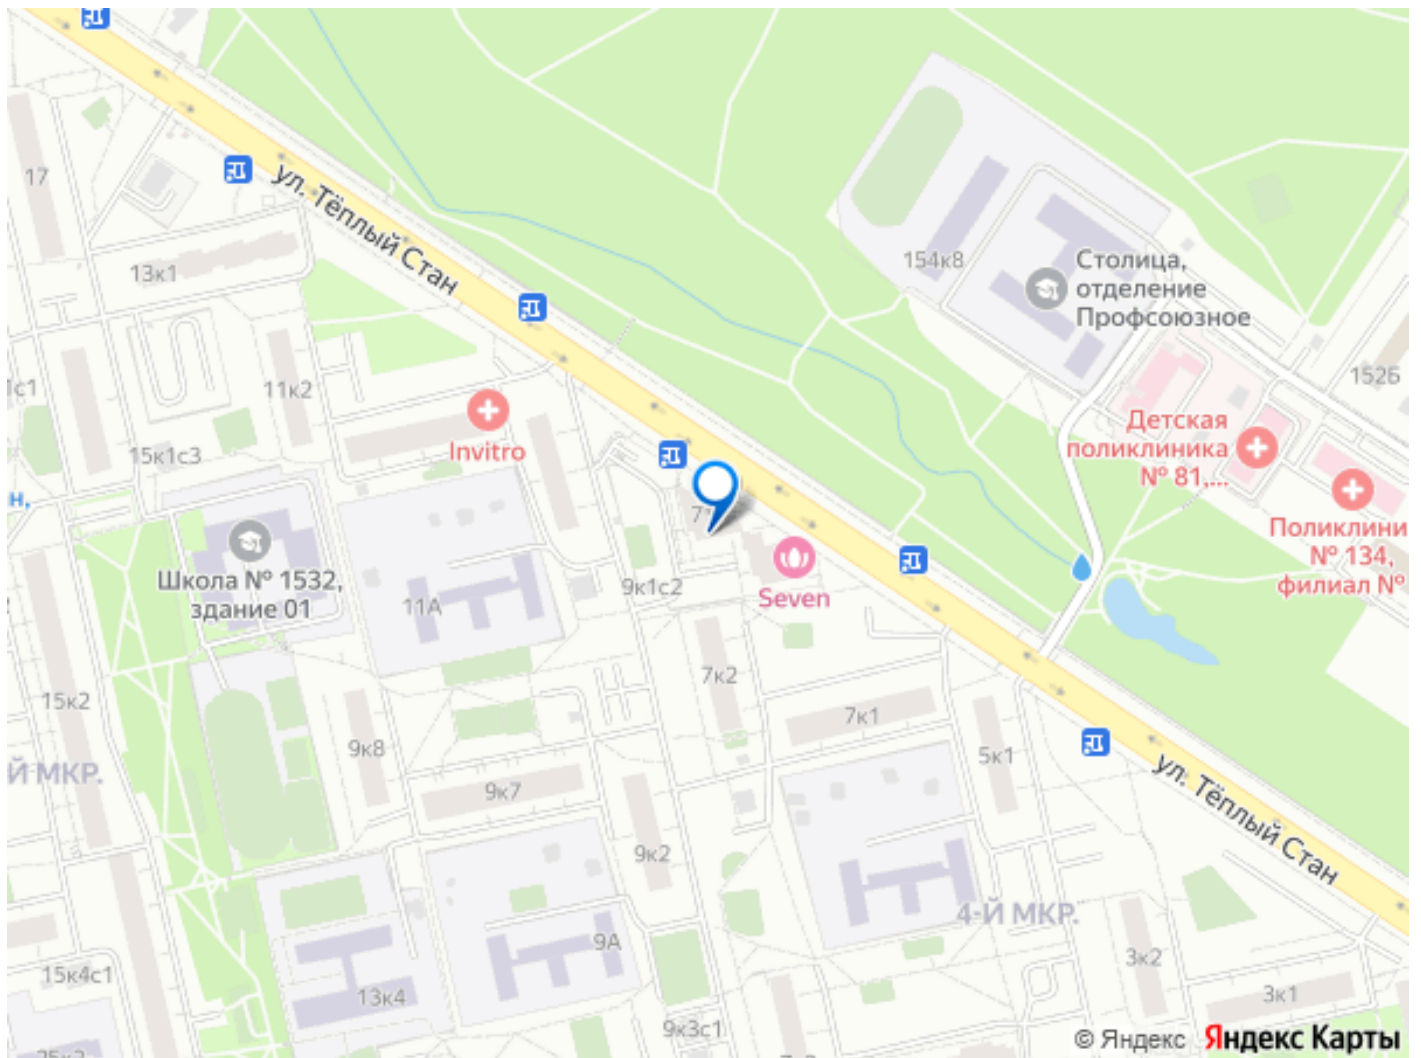 17
ул. Тёплый Стан
13к1
154к8
Столица,
отделение
Профсоюзное
1с1
11к2
152Б
Invitro
15к1с3
Детская
поликлиника
№ 81,...
н,
Школа № 1532,
здание 01
Поликлини
№ 134,
филиал №
9к1с2
Seven
11А
7к2
15к2
7к1
9к8
5к1
Й МКР.
9к7
ул. Тёплый Стан
9к2
4-Й МКР.
9А
3к2
15к4с1
13к4
3к1
9к3с1
© Яндекс Яндекс Карты